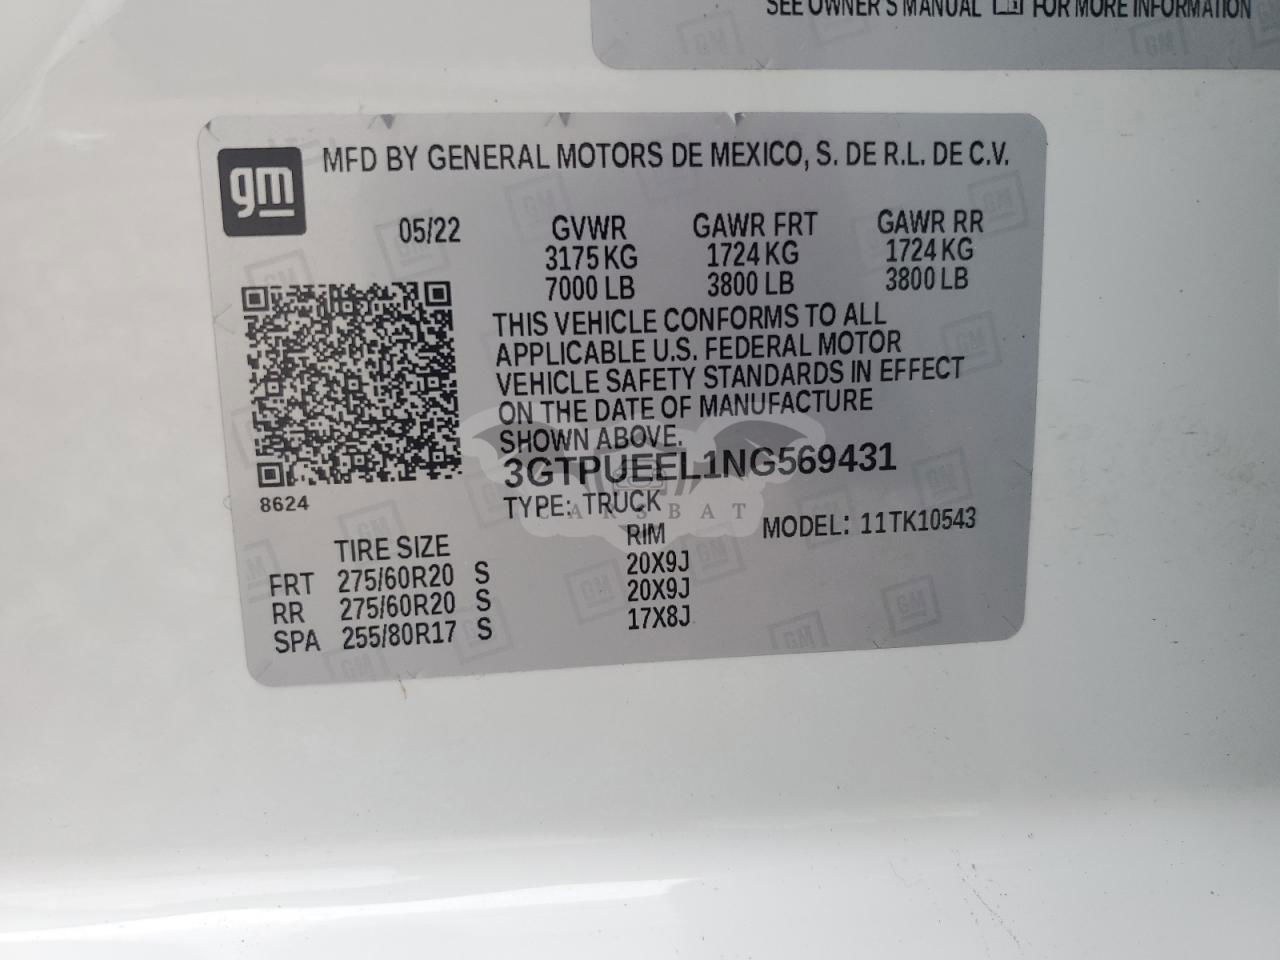 SEE OWNER'S MANUAL FOR MORE INFORMATION
gm
MFD BY GENERAL MOTORS DE MEXICO, S. DE R.L. DE C.V.
05/22 GVWR GAWR FRT GAWR RR
3175 KG 1724 KG 1724 KG
7000 LB 3800 LB 3800 LB
THIS VEHICLE CONFORMS TO ALL
APPLICABLE U.S. FEDERAL MOTOR
VEHICLE SAFETY STANDARDS IN EFFECT
ON THE DATE OF MANUFACTURE
SHOWN ABOVE.
3GTPUEEL1NG569431
8624
TYPE: TRUCK
CARSBAT
MODEL: 11TK10543
TIRE SIZE RIM
FRT 275/60R20 S 20X9J
RR 275/60R20 S 20X9J
SPA 255/80R17 S 17X8J